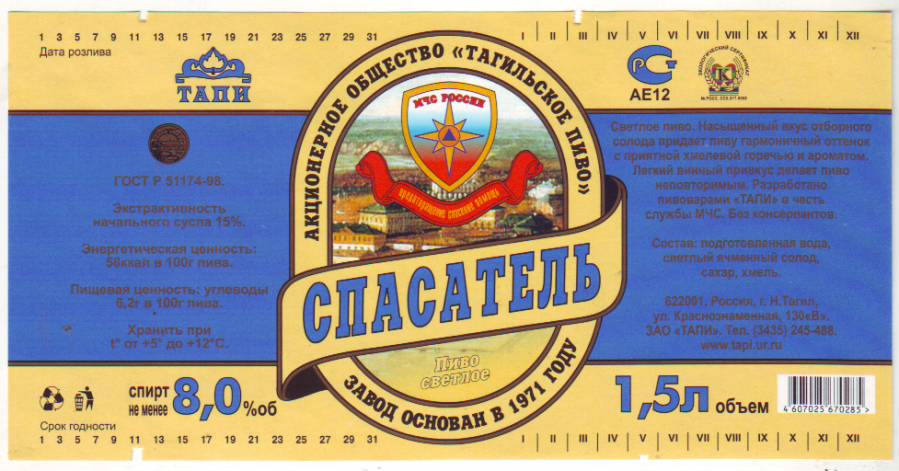 1 3 5 7 9 11 13 15 17 19 21 23 25 27 29 31
I II III IV V VI VII VIII IX X XI XII
Дата розлива
ТАПИ
ГОСТ Р 51174-98.
Экстрактивность
начального сусла 15%.
Энергетическая ценность:
58ккал в 100г пива.
Пищевая ценность: углеводы
6,2г в 100г пива.
Хранить при
t° от +5° до +12°С.
спирт
не менее 8,0 %об
Срок годности
1 3 5 7 9 11 13 15 17 19 21 23 25 27 29 31
АКЦИОНЕРНОЕ ОБЩЕСТВО «ТАГИЛЬСКОЕ ПИВО»
МЧС РОССИИ
ПРЕДОТВРАЩЕНИЕ СПАСЕНИЕ ПОМОЩЬ
СПАСАТЕЛЬ
Пиво
светлое
ЗАВОД ОСНОВАН В 1971 ГОДУ
АЕ12
ЭКОЛОГИЧЕСКИЙ СЕРТИФИКАТ
Светлое пиво. Насыщенный вкус отборного
солода придает пиву гармоничный оттенок
с приятной хмелевой горечью и ароматом.
Легкий винный привкус делает пиво
неповторимым. Разработано
пивоварами «ТАПИ» в честь
службы МЧС. Без консервантов.
Состав: подготовленная вода,
светлый ячменный солод,
сахар, хмель.
622001, Россия, г. Н.Тагил,
ул. Краснознаменная, 130«В».
ЗАО «ТАПИ». Тел. (3435) 245-488.
www.tapi.ur.ru
1,5л объем
4 607025 670285 >
I II III IV V VI VII VIII IX X XI XII